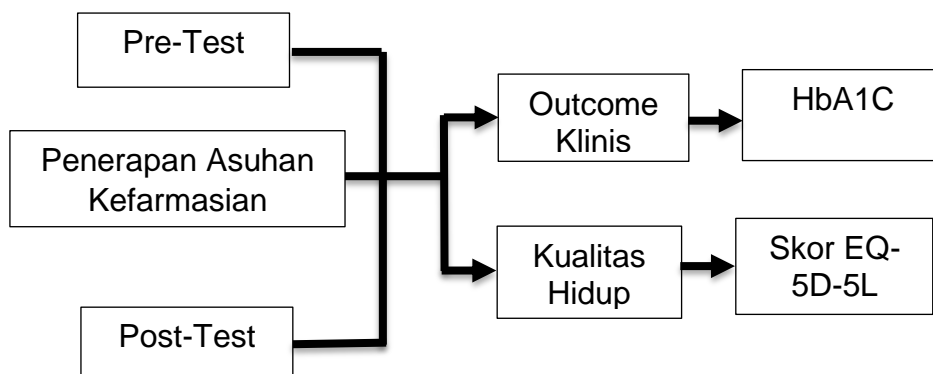 Pre-Test
Penerapan Asuhan
Kefarmasian
Post-Test
Outcome
Klinis
HbA1C
Kualitas
Hidup
Skor EQ-
5D-5L